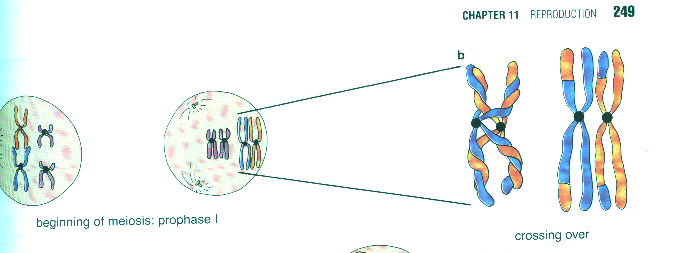 CHAPTER 11 REPRODUCTION 249
b
beginning of meiosis: prophase I
crossing over